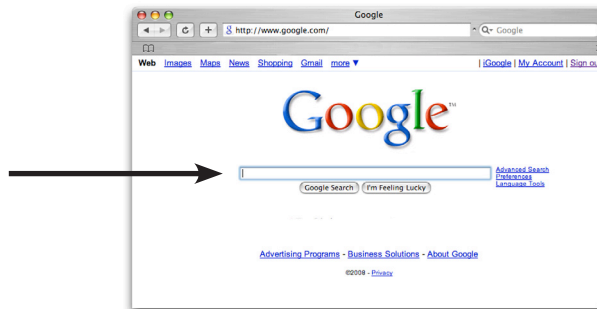 Google
http://www.google.com/
Google
Web Images Maps News Shopping Gmail more ▼ | iGoogle | My Account | Sign ou
Google™
Advanced Search
Preferences
Language Tools
Google Search I'm Feeling Lucky
Advertising Programs - Business Solutions - About Google
©2008 - Privacy